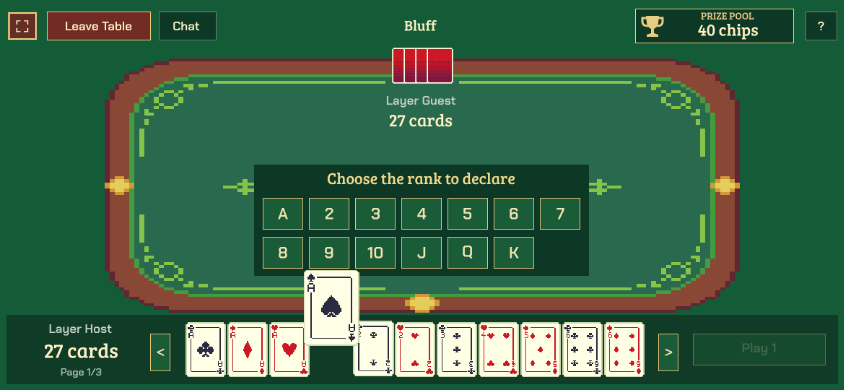 Leave Table
Chat
Bluff
PRIZE POOL
40 chips
?
Layer Guest
27 cards
Choose the rank to declare
A 2 3 4 5 6 7
8 9 10 J Q K
Layer Host
27 cards
Page 1/3
<
>
Play 1